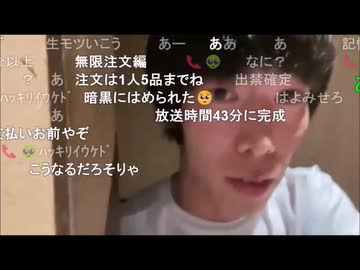 生モツいこう あー ああ あ 記憶
以上 無限注文編 📞🥺 なに？
？ あ 注文は1人5品までね 出禁確定
ﾊｯｷﾘｲｳｹﾄﾞ 暗黒にはめられた🥺 はよみせろ
あ 放送時間43分に完成
払いお前やぞ
📞🥺ﾊｯｷﾘｲｳｹﾄﾞ
こうなるだろそりゃ